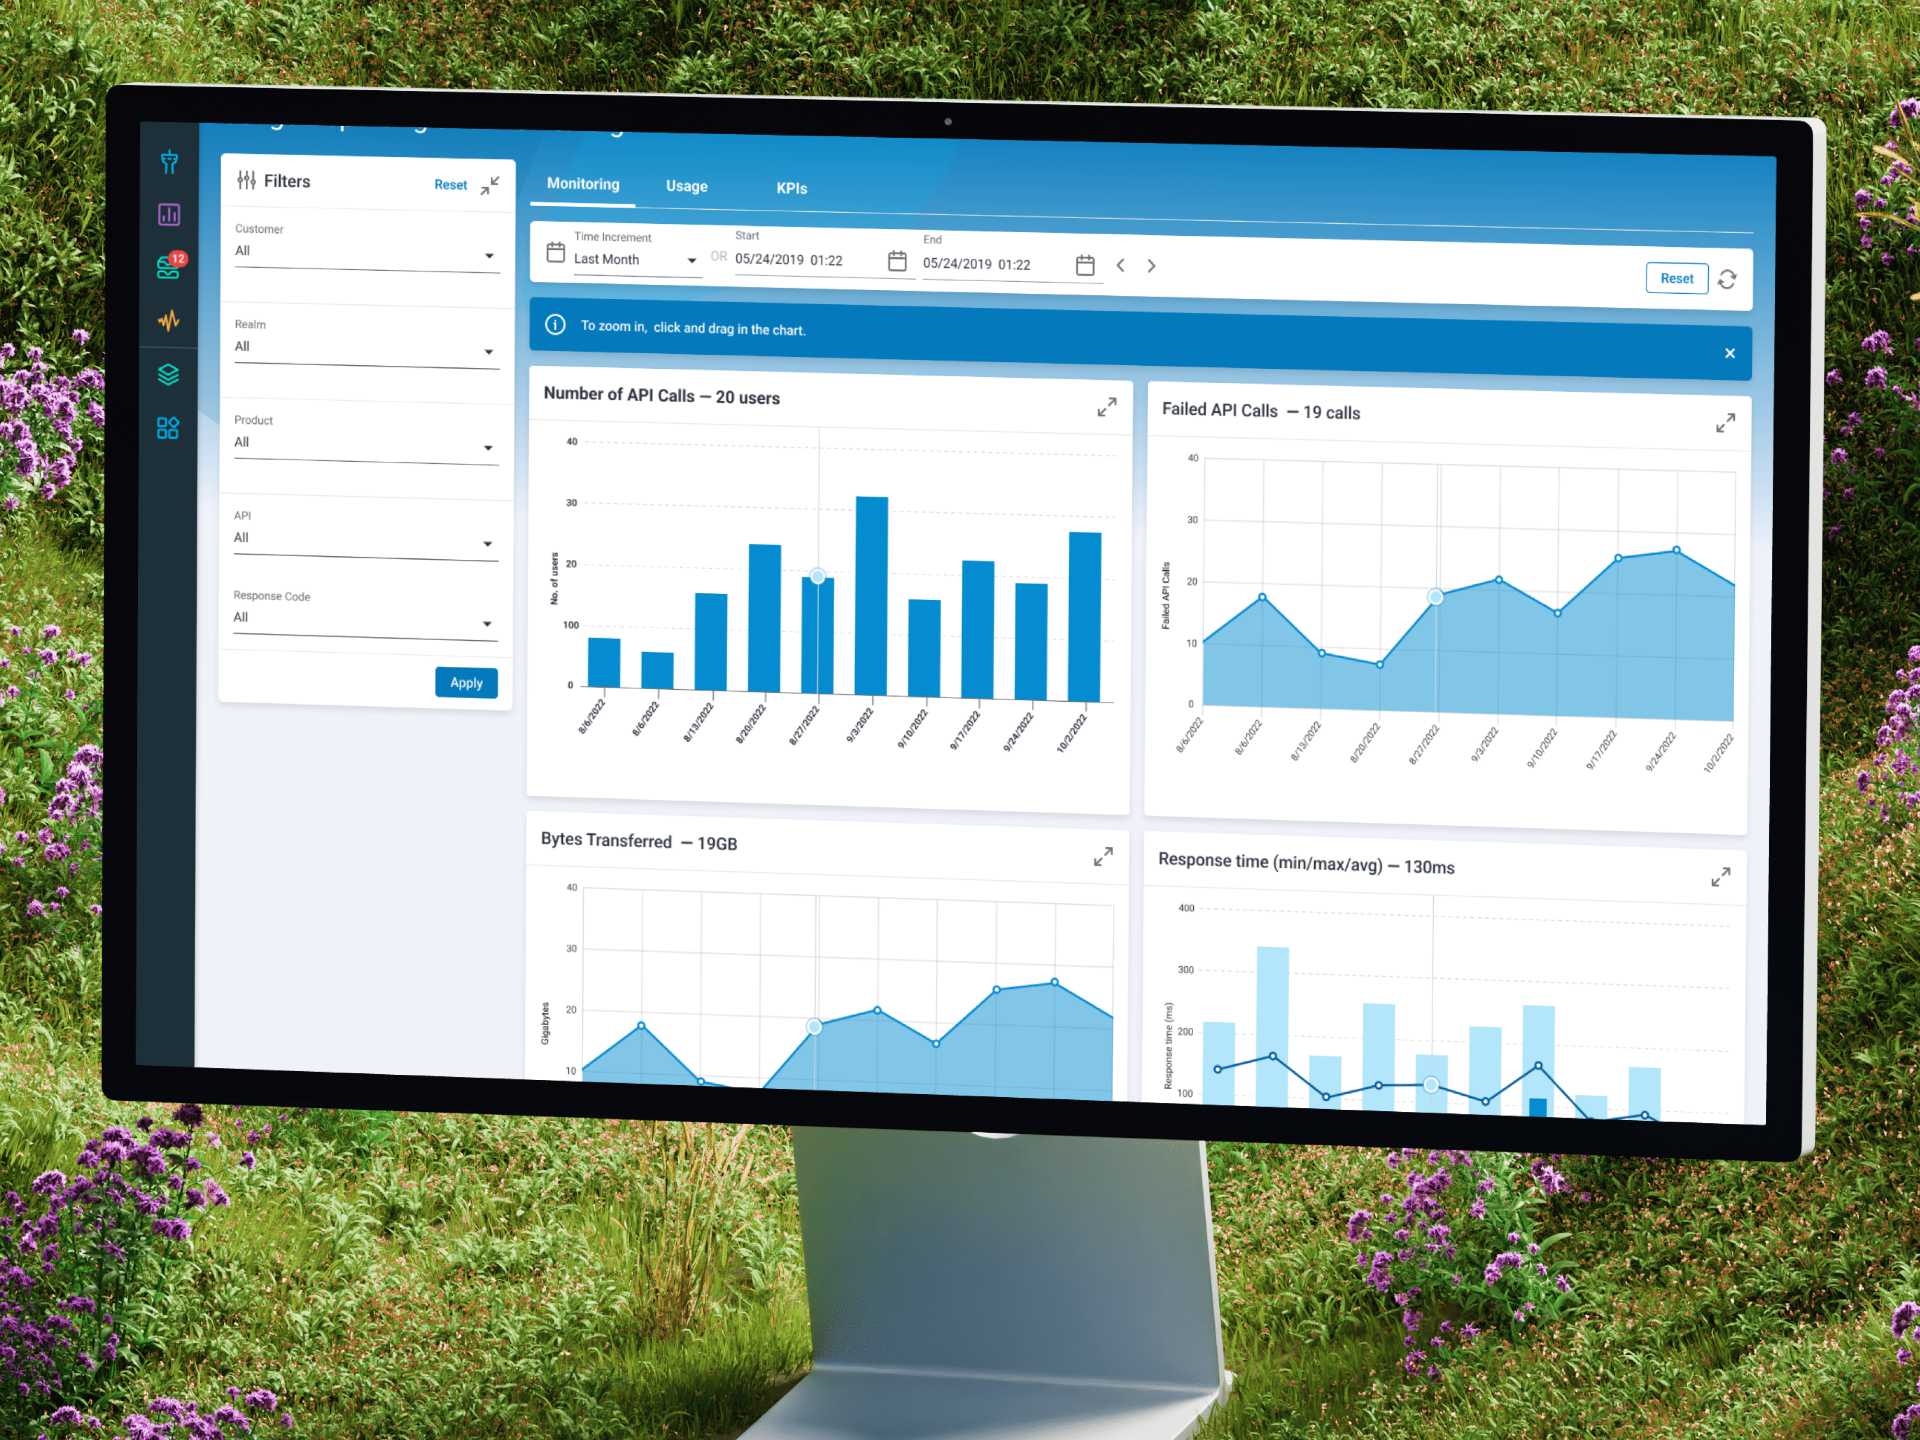 12
Filters
Reset
Customer
All
Realm
All
Product
All
API
All
Response Code
All
Apply
Monitoring
Usage
KPIs
Time Increment
Last Month
OR
Start
05/24/2019 01:22
End
05/24/2019 01:22
Reset
To zoom in, click and drag in the chart.
Number of API Calls — 20 users
40
30
20
100
0
No. of users
8/6/2022
8/6/2022
8/13/2022
8/20/2022
8/27/2022
9/3/2022
9/10/2022
9/17/2022
9/24/2022
10/2/2022
Failed API Calls — 19 calls
40
30
20
10
0
Failed API Calls
8/6/2022
8/6/2022
8/13/2022
8/20/2022
8/27/2022
9/3/2022
9/10/2022
9/17/2022
9/24/2022
10/2/2022
Bytes Transferred — 19GB
40
30
20
10
Gigabytes
Response time (min/max/avg) — 130ms
400
300
200
100
Response time (ms)